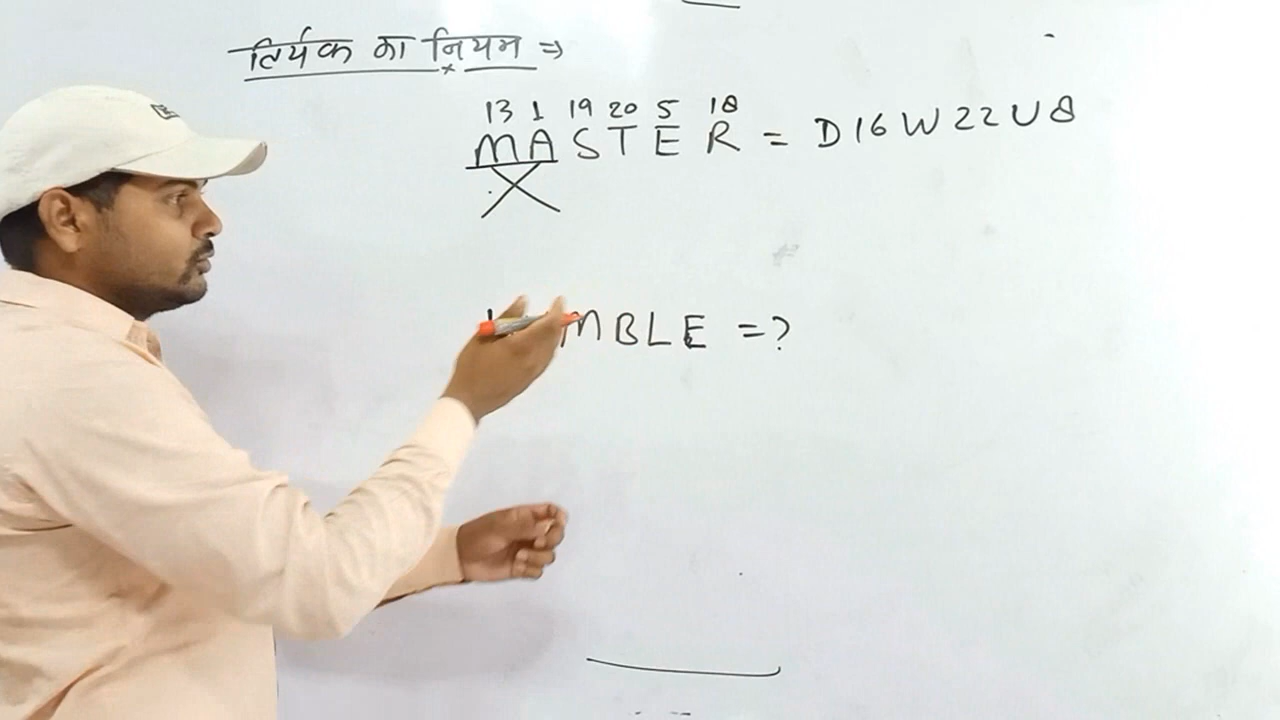 तिर्यक का नियम ⇒
13 1 19 20 5 18
MASTER = D16W22U8
MBLE = ?